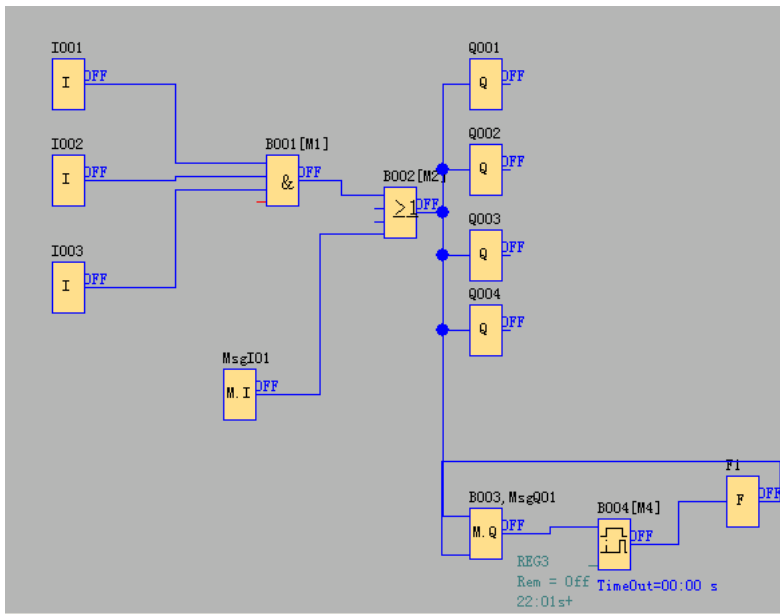 I001
OFF
I
I002
OFF
I
I003
OFF
I
B001[M1]
OFF
&
B002[M2]
OFF
≥1
MsgI01
OFF
M.I
Q001
OFF
Q
Q002
OFF
Q
Q003
OFF
Q
Q004
OFF
Q
B003,MsgQ01
OFF
M.Q
B004[M4]
OFF
REG3
Rem = Off
22:01s+
TimeOut=00:00 s
F1
OFF
F